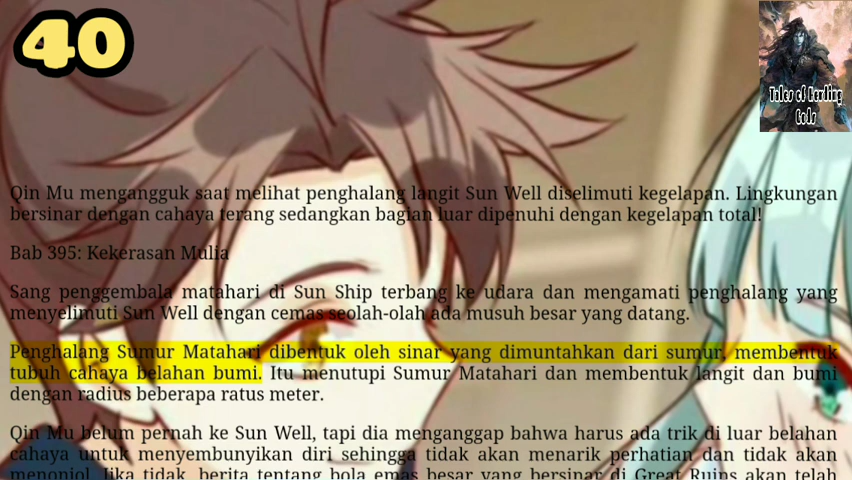 40
Tales of Herding
Gods
Qin Mu mengangguk saat melihat penghalang langit Sun Well diselimuti kegelapan. Lingkungan
bersinar dengan cahaya terang sedangkan bagian luar dipenuhi dengan kegelapan total!
Bab 395: Kekerasan Mulia
Sang penggembala matahari di Sun Ship terbang ke udara dan mengamati penghalang yang
menyelimuti Sun Well dengan cemas seolah-olah ada musuh besar yang datang.
Penghalang Sumur Matahari dibentuk oleh sinar yang dimuntahkan dari sumur, membentuk
tubuh cahaya belahan bumi. Itu menutupi Sumur Matahari dan membentuk langit dan bumi
dengan radius beberapa ratus meter.
Qin Mu belum pernah ke Sun Well, tapi dia menganggap bahwa harus ada trik di luar belahan
cahaya untuk menyembunyikan diri sehingga tidak akan menarik perhatian dan tidak akan
menonjol. Jika tidak, berita tentang bola emas besar yang bersinar di Great Ruins akan telah